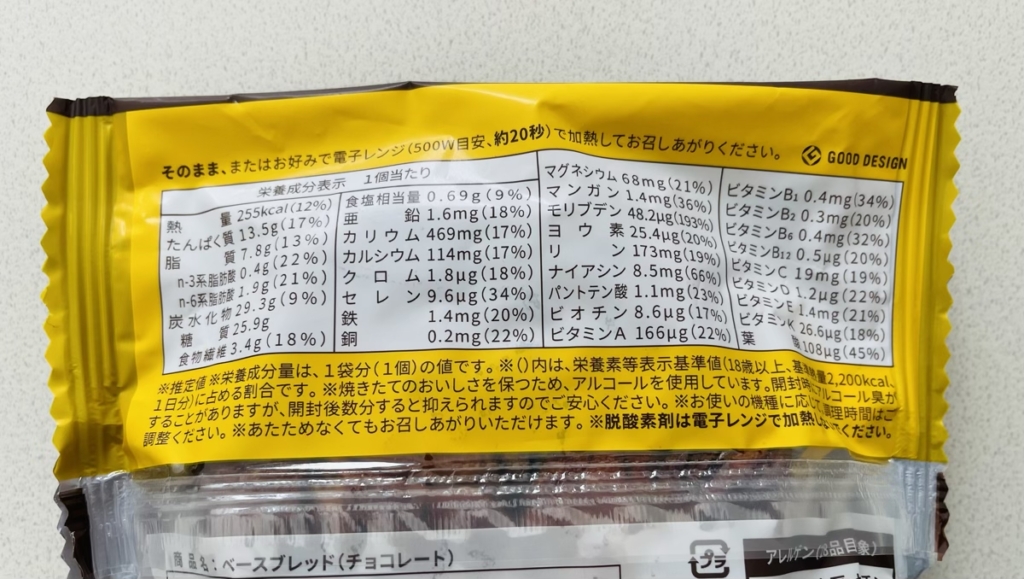 そのまま、またはお好みで電子レンジ(500W目安、約20秒)で加熱してお召しあがりください。
GOOD DESIGN
栄養成分表示 1個当たり
熱量 255kcal(12%)
たんぱく質 13.5g(17%)
脂質 7.8g(13%)
n-3系脂肪酸 0.4g(22%)
n-6系脂肪酸 1.9g(21%)
炭水化物 29.3g(9%)
糖質 25.9g
食物繊維 3.4g(18%)
食塩相当量 0.69g(9%)
亜鉛 1.6mg(18%)
カリウム 469mg(17%)
カルシウム 114mg(17%)
クロム 1.8μg(18%)
セレン 9.6μg(34%)
鉄 1.4mg(20%)
銅 0.2mg(22%)
マグネシウム 68mg(21%)
マンガン 1.4mg(36%)
モリブデン 48.2μg(193%)
ヨウ素 25.4μg(20%)
リン 173mg(19%)
ナイアシン 8.5mg(66%)
パントテン酸 1.1mg(23%)
ビオチン 8.6μg(17%)
ビタミンA 166μg(22%)
ビタミンB₁ 0.4mg(34%)
ビタミンB₂ 0.3mg(20%)
ビタミンB₆ 0.4mg(32%)
ビタミンB₁₂ 0.5μg(20%)
ビタミンC 19mg(19%)
ビタミンD 1.2μg(22%)
ビタミンE 1.4mg(21%)
ビタミンK 26.6μg(18%)
葉酸 108μg(45%)
※推定値 ※栄養成分量は、1袋分(1個)の値です。※()内は、栄養素等表示基準値(18歳以上、基準熱量2,200kcal、
1日分)に占める割合です。※焼きたてのおいしさを保つため、アルコールを使用しています。開封時アルコール臭が
することがありますが、開封後数分すると抑えられますのでご安心ください。※お使いの機種に応じ調理時間はご
調整ください。※あたためなくてもお召しあがりいただけます。※脱酸素剤は電子レンジで加熱しないでください。
商品名:ベースブレッド(チョコレート)
プラ
アレルゲン(28品目対象)